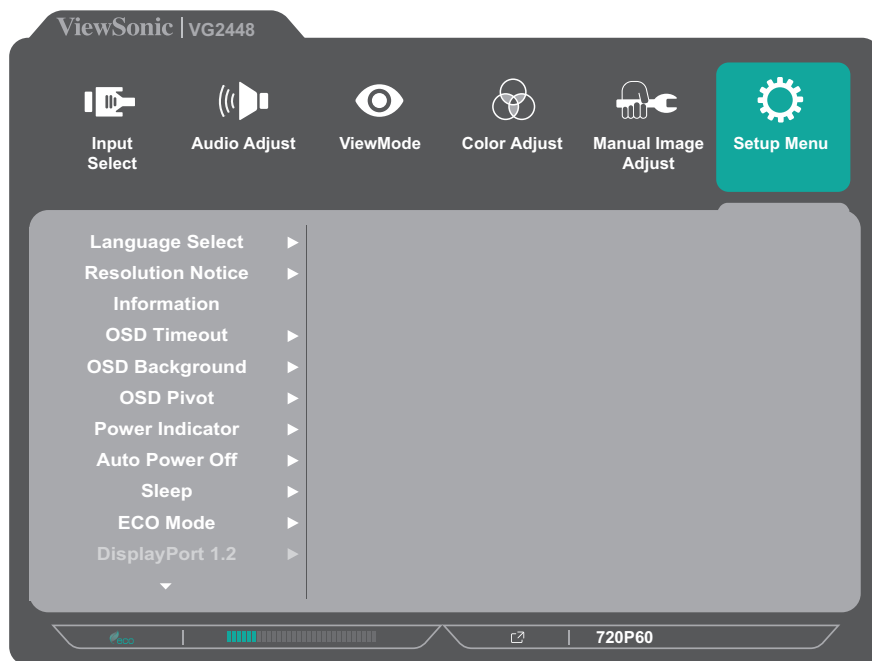 ViewSonic | VG2448
Input
Select
Audio Adjust
ViewMode
Color Adjust
Manual Image
Adjust
Setup Menu
Language Select
Resolution Notice
Information
OSD Timeout
OSD Background
OSD Pivot
Power Indicator
Auto Power Off
Sleep
ECO Mode
DisplayPort 1.2
eco
720P60